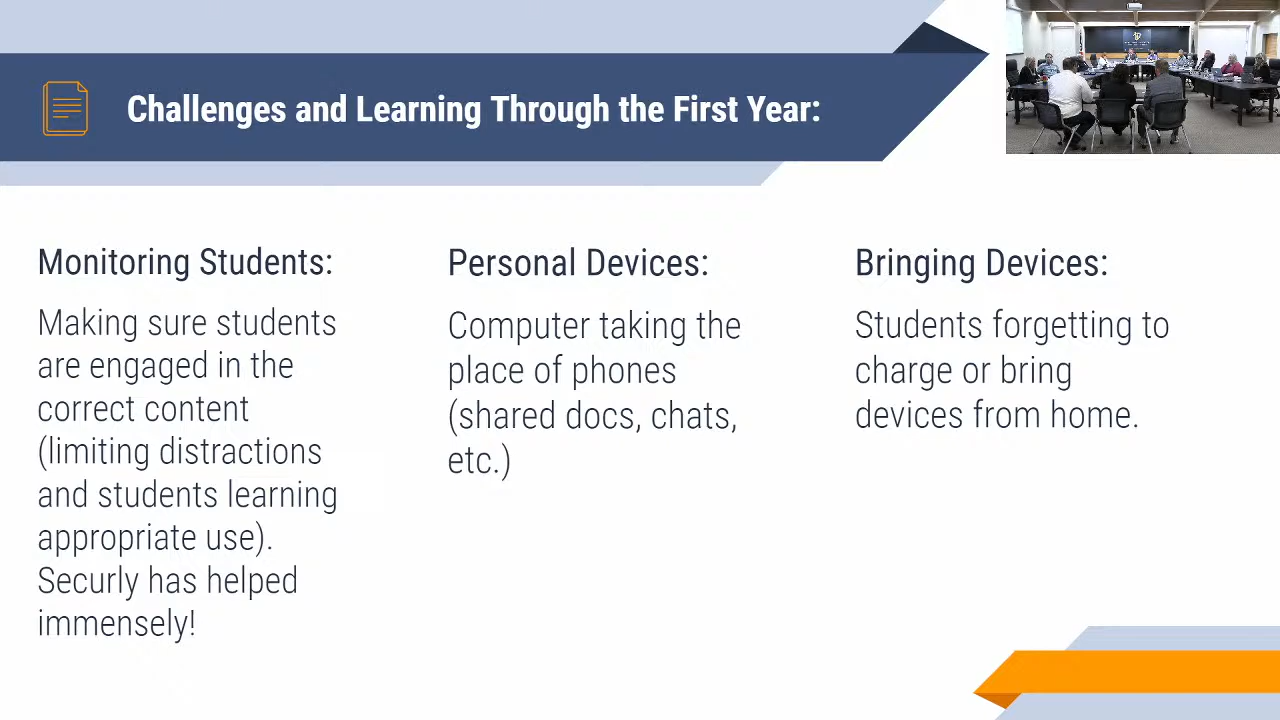 Challenges and Learning Through the First Year:
Monitoring Students:
Making sure students
are engaged in the
correct content
(limiting distractions
and students learning
appropriate use).
Securly has helped
immensely!
Personal Devices:
Computer taking the
place of phones
(shared docs, chats,
etc.)
Bringing Devices:
Students forgetting to
charge or bring
devices from home.